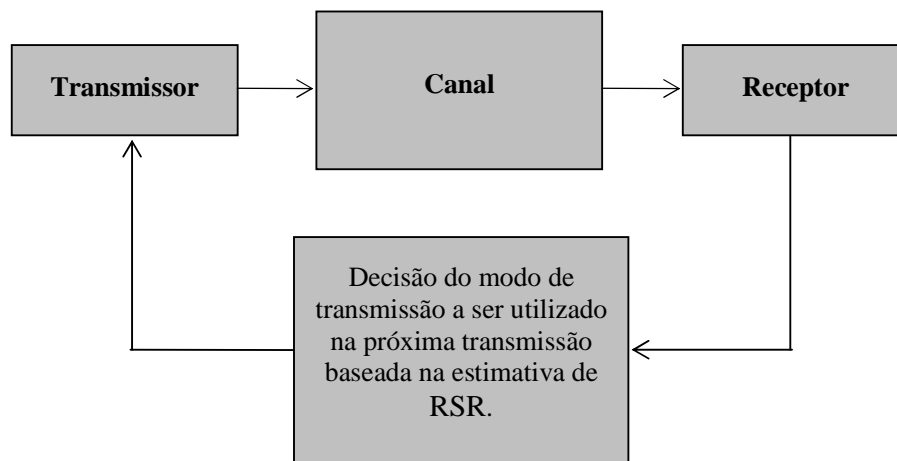 Transmissor
Canal
Receptor
Decisão do modo de
transmissão a ser utilizado
na próxima transmissão
baseada na estimativa de
RSR.